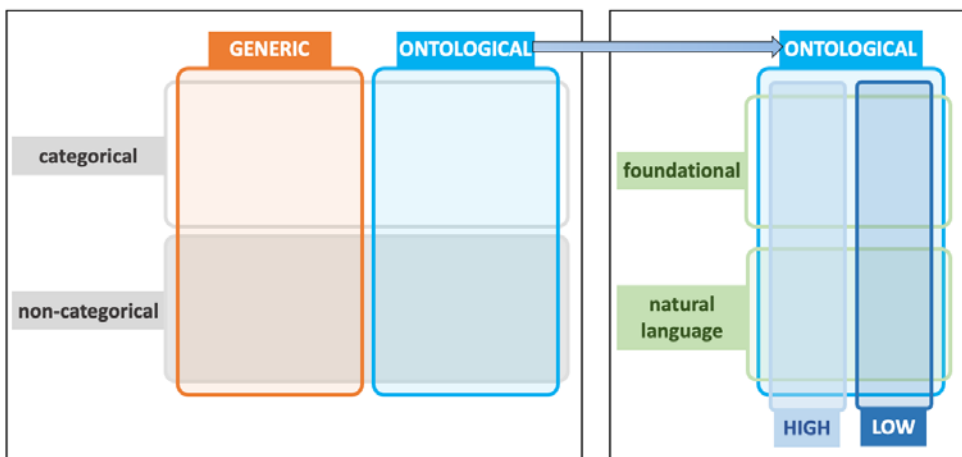 GENERIC
ONTOLOGICAL
categorical
non-categorical
ONTOLOGICAL
foundational
natural
language
HIGH
LOW